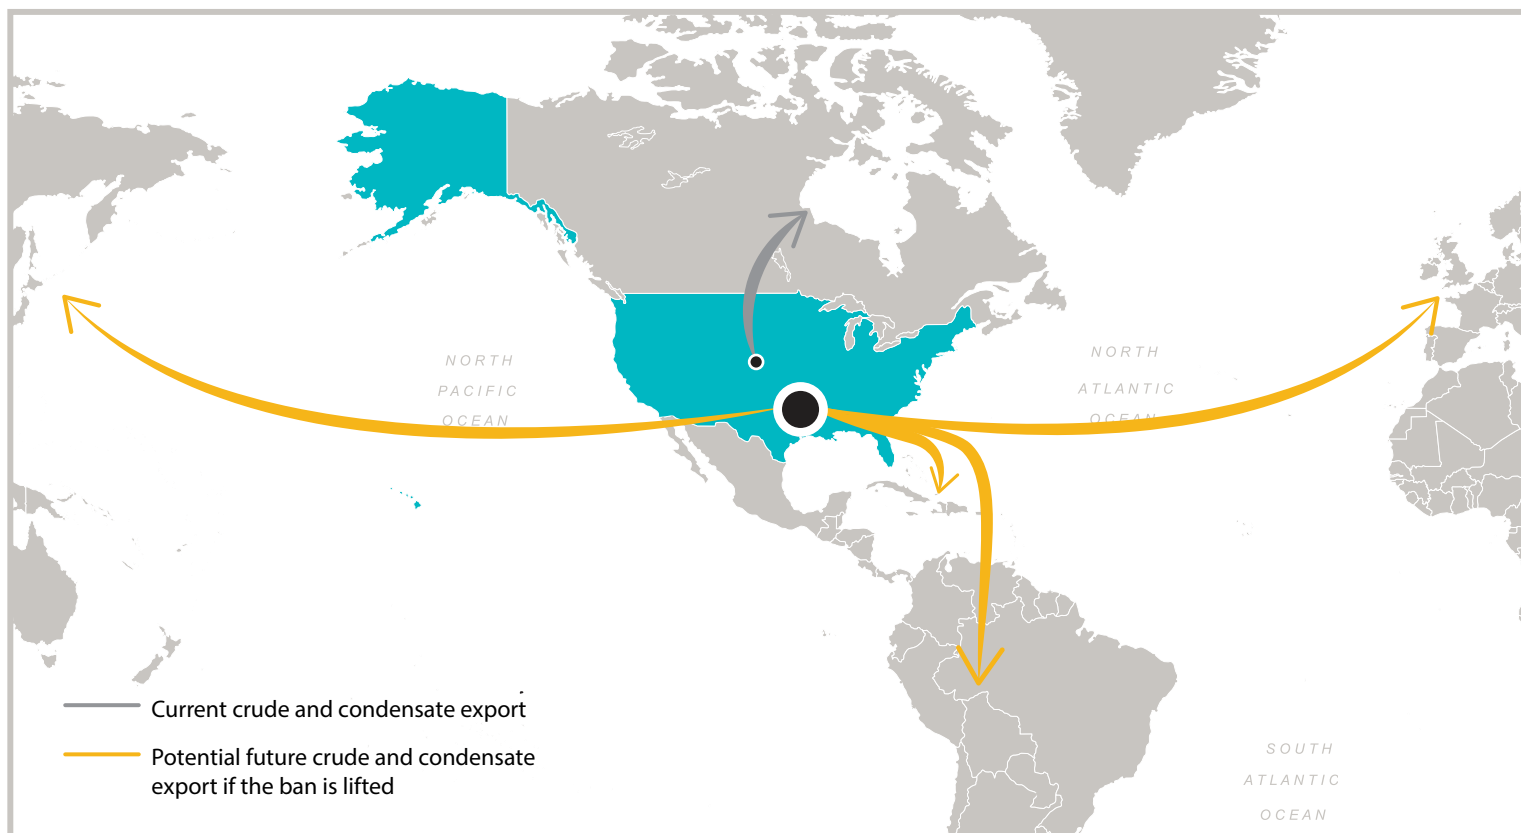 NORTH
PACIFIC
OCEAN
NORTH
ATLANTIC
OCEAN
Current crude and condensate export
Potential future crude and condensate
export if the ban is lifted
SOUTH
ATLANTIC
OCEAN